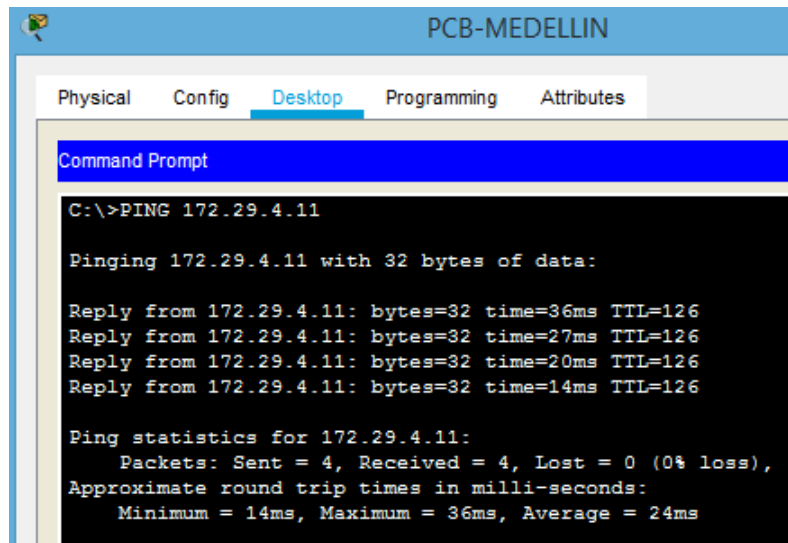 PCB-MEDELLIN
Physical Config Desktop Programming Attributes
Command Prompt
C:\>PING 172.29.4.11
Pinging 172.29.4.11 with 32 bytes of data:
Reply from 172.29.4.11: bytes=32 time=36ms TTL=126
Reply from 172.29.4.11: bytes=32 time=27ms TTL=126
Reply from 172.29.4.11: bytes=32 time=20ms TTL=126
Reply from 172.29.4.11: bytes=32 time=14ms TTL=126
Ping statistics for 172.29.4.11:
Packets: Sent = 4, Received = 4, Lost = 0 (0% loss),
Approximate round trip times in milli-seconds:
Minimum = 14ms, Maximum = 36ms, Average = 24ms